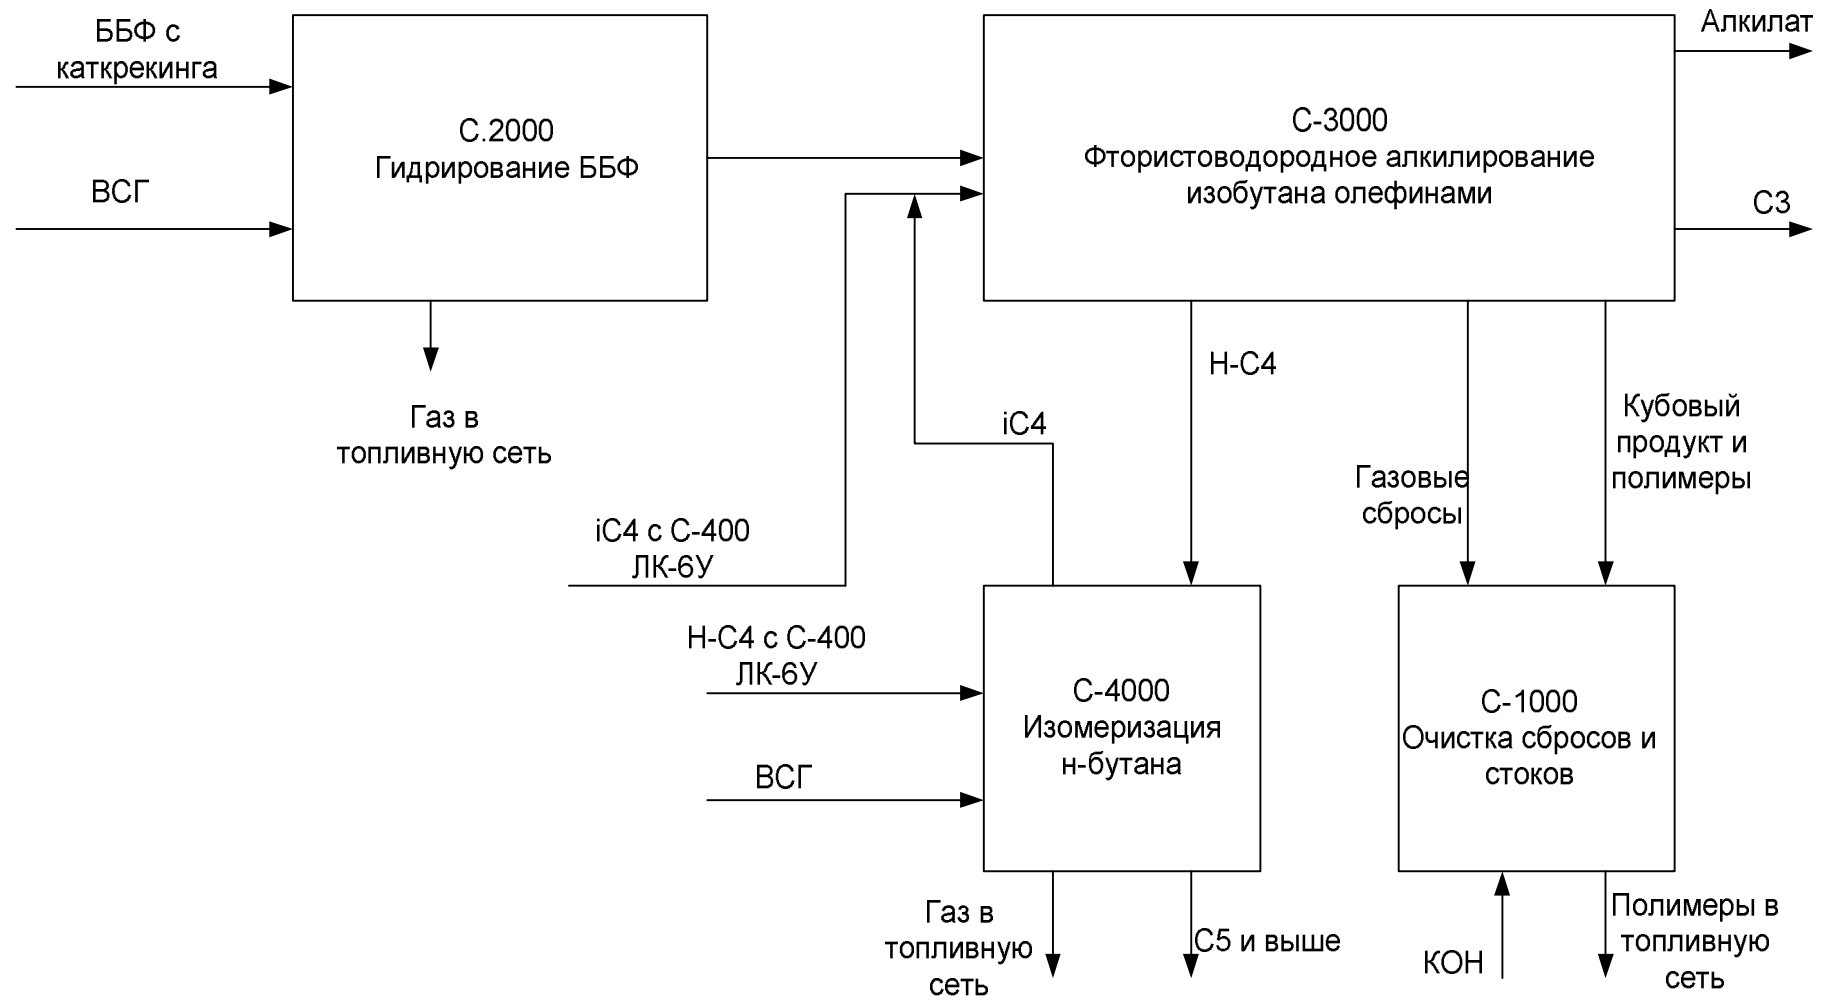 ББФ с
каткрекинга
ВСГ
С.2000
Гидрирование ББФ
Газ в
топливную сеть
С-3000
Фтористоводородное алкилирование
изобутана олефинами
Алкилат
С3
Н-С4
iC4
Газовые
сбросы
Кубовый
продукт и
полимеры
iC4 с С-400
ЛК-6У
Н-С4 с С-400
ЛК-6У
ВСГ
С-4000
Изомеризация
н-бутана
С-1000
Очистка сбросов и
стоков
Газ в
топливную
сеть
С5 и выше
КОН
Полимеры в
топливную
сеть